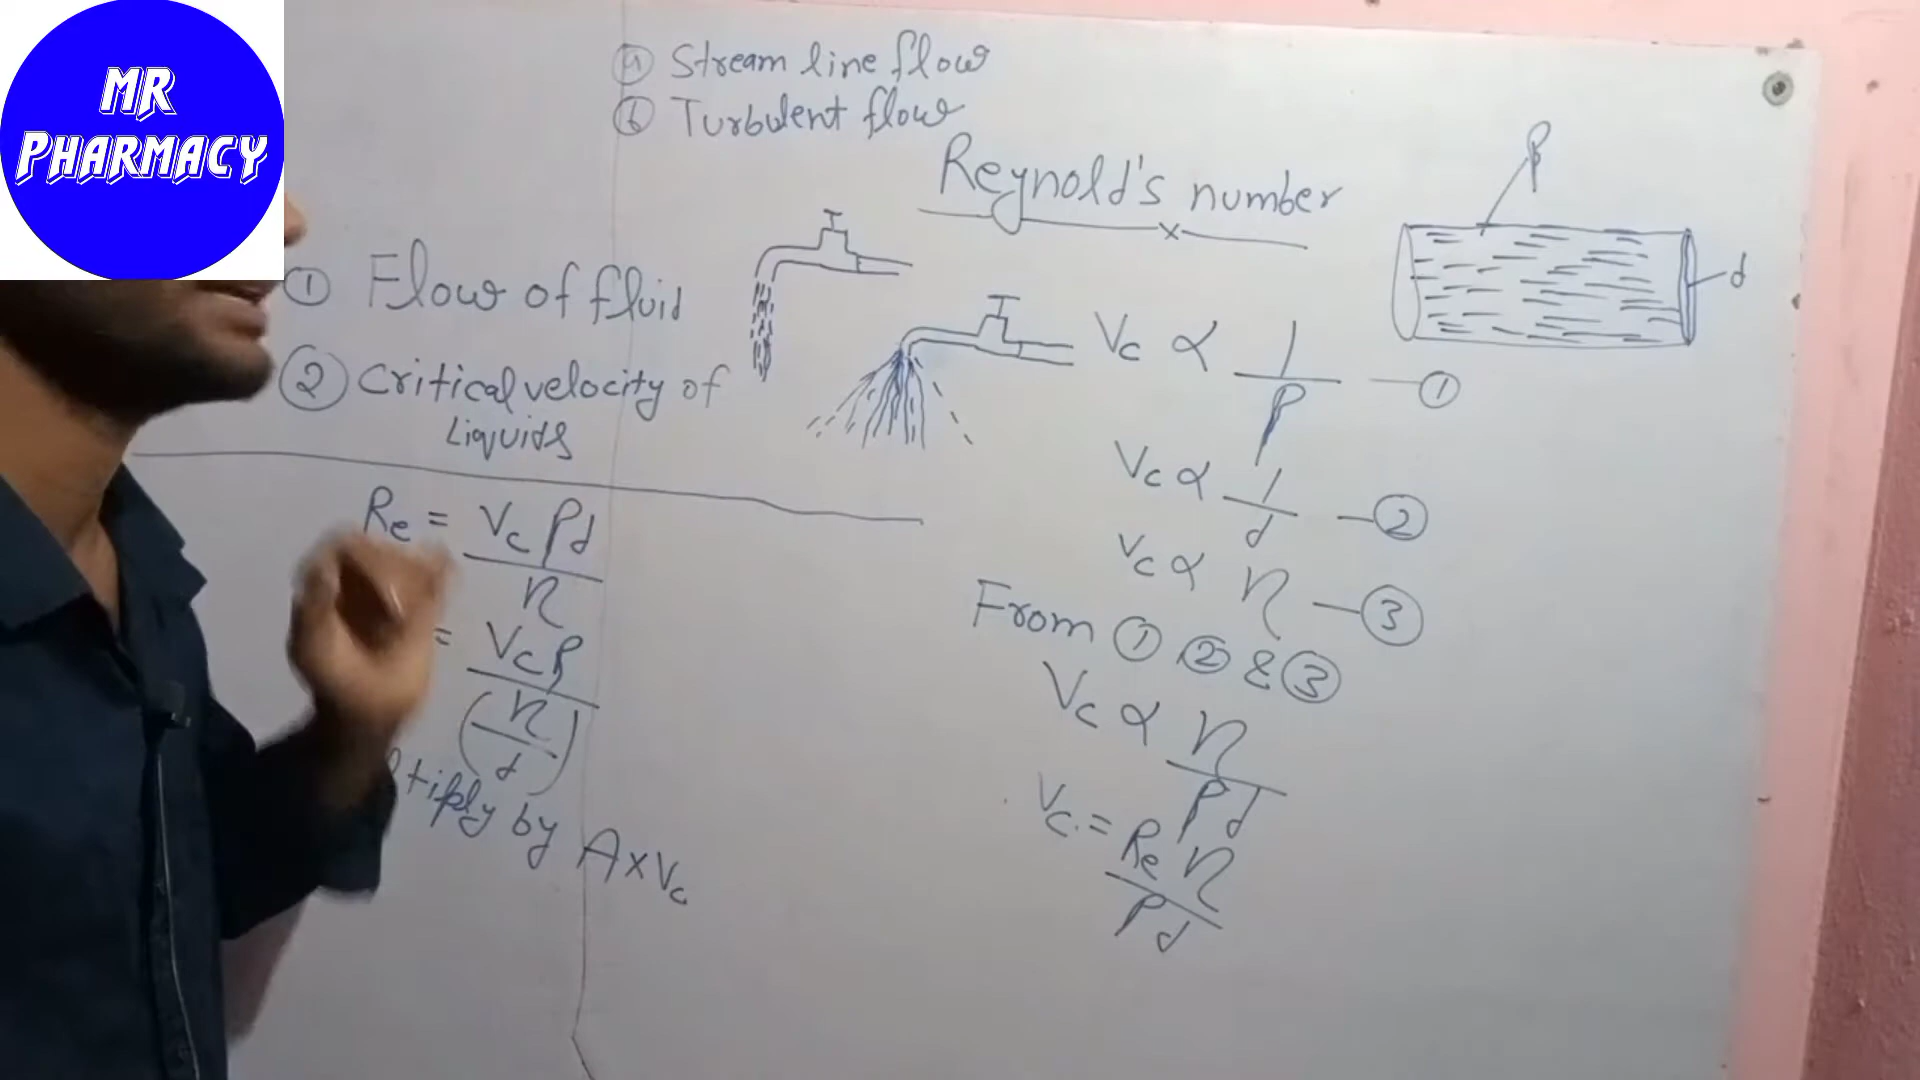 MR
PHARMACY
ⓐ Stream line flow
ⓑ Turbulent flow
Reynold's number
① Flow of fluid
② Critical velocity of
Liquids
Re = Vc ρd
η
= Vcρ
(η
d)
ltiply by A×Vc
ρ
d
Vc ∝ 1 — ①
ρ
Vc ∝ 1 — ②
d
Vc ∝ η — ③
From ① ② & ③
Vc ∝ η
ρd
Vc = Re η
ρd